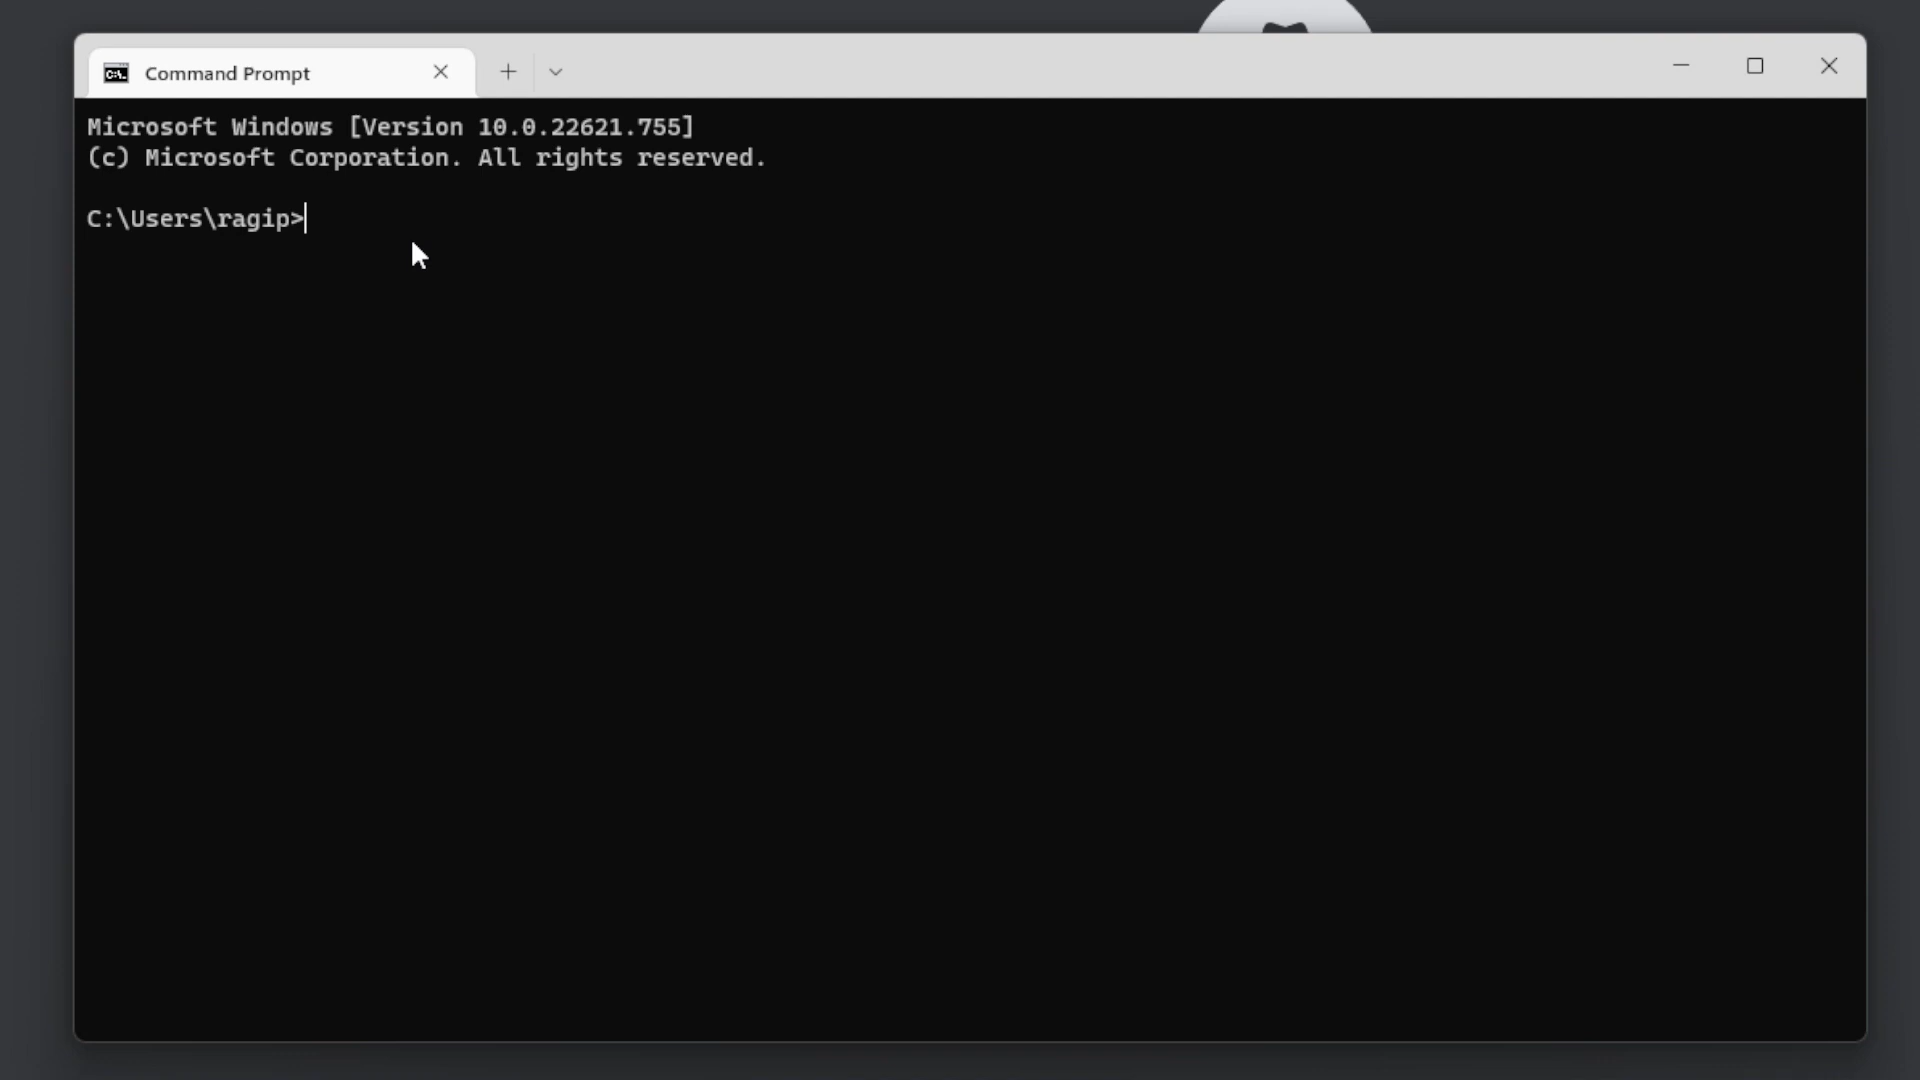 Command Prompt
Microsoft Windows [Version 10.0.22621.755]
(c) Microsoft Corporation. All rights reserved.
C:\Users\ragip>